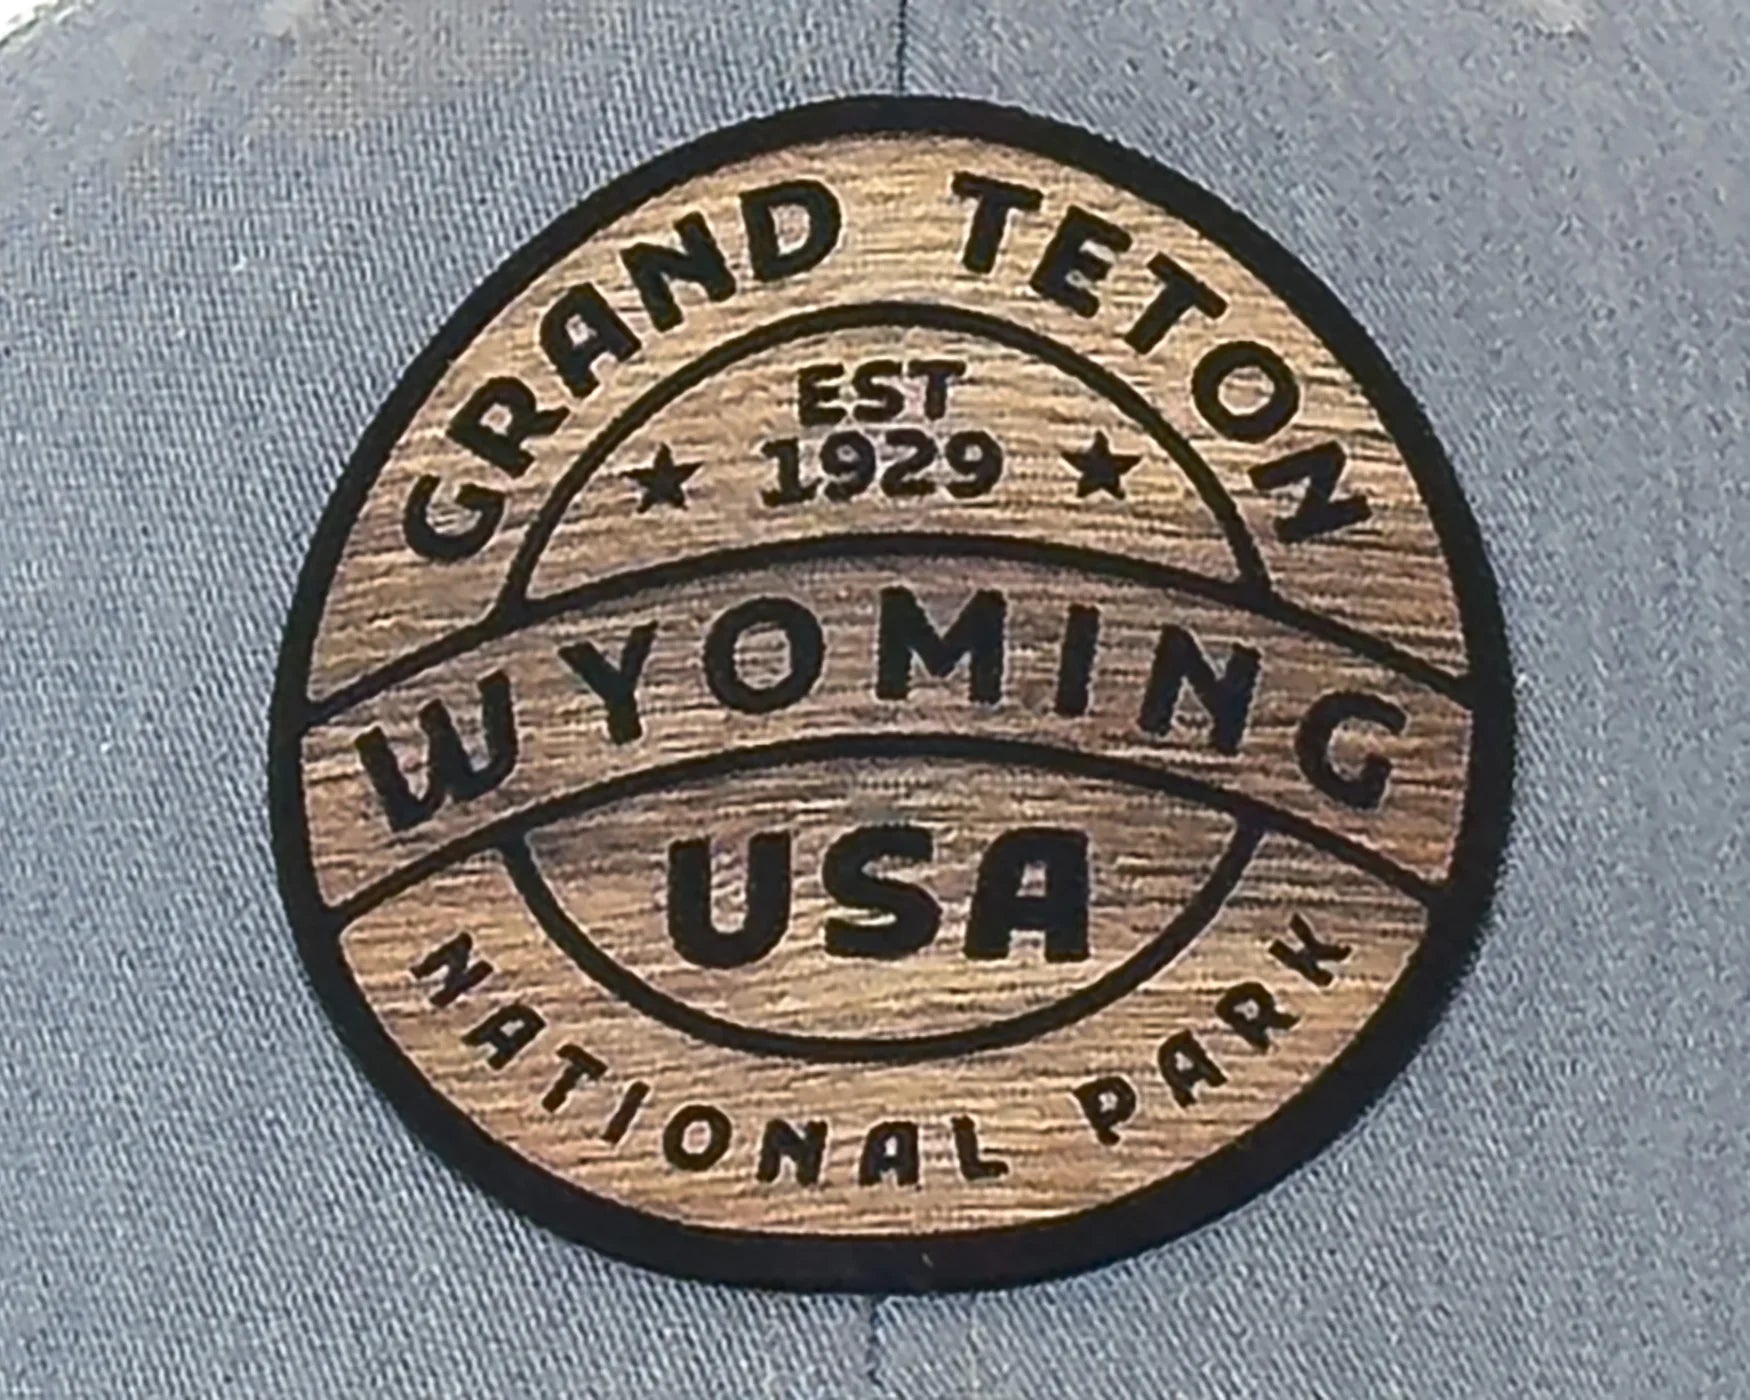 GRAND TETON
EST
1929
WYOMING
USA
NATIONAL PARK